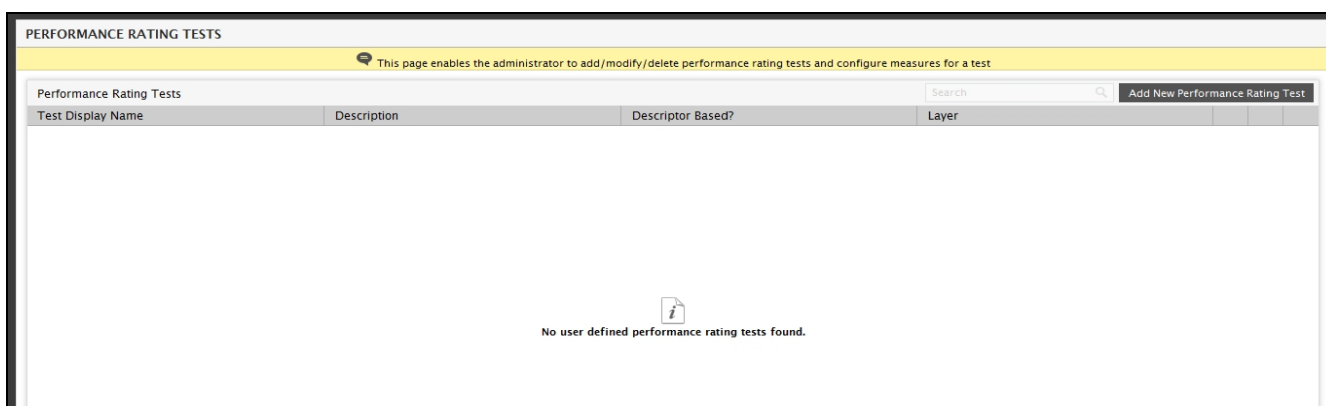 PERFORMANCE RATING TESTS
This page enables the administrator to add/modify/delete performance rating tests and configure measures for a test
Performance Rating Tests Search Add New Performance Rating Test
Test Display Name Description Descriptor Based? Layer
i
No user defined performance rating tests found.